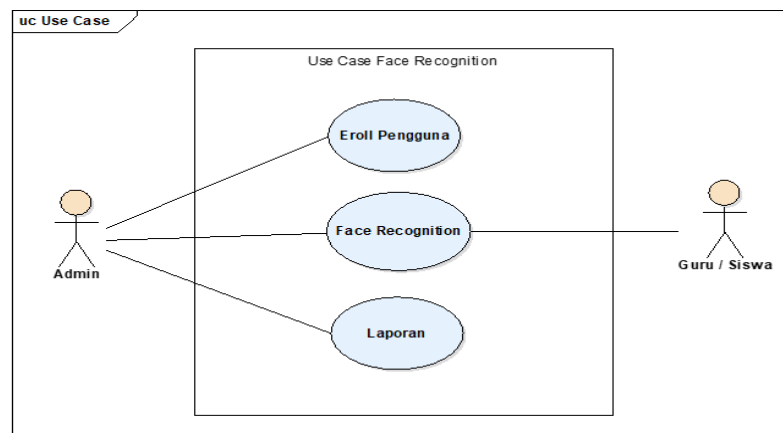 uc Use Case
Use Case Face Recognition
Eroll Pengguna
Face Recognition
Admin
Guru / Siswa
Laporan